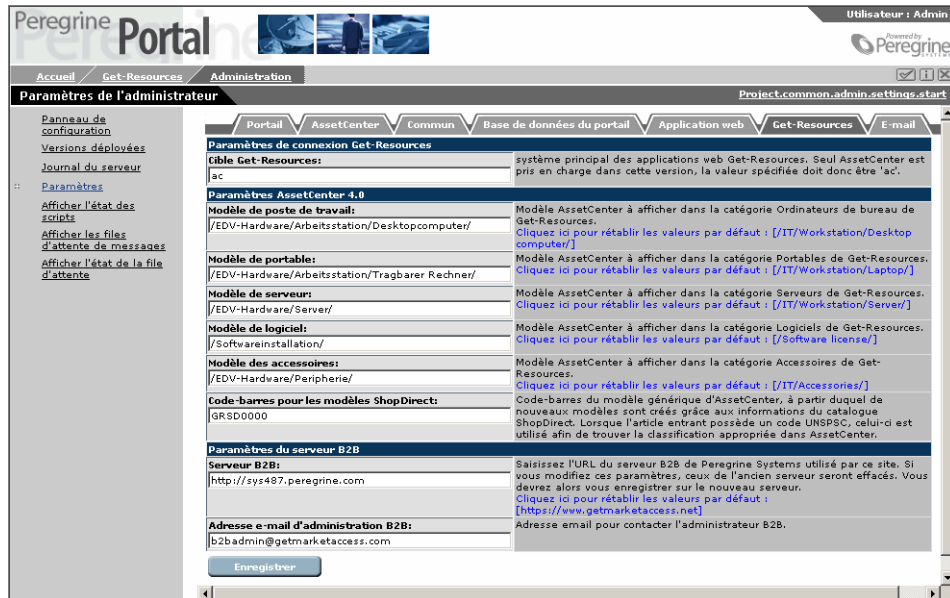 Peregrine Portal
Utilisateur : Admin
Powered by
Peregrine
SYSTEMS
Accueil
Get-Resources
Administration
Paramètres de l'administrateur
Project.common.admin.settings.start
Panneau de
configuration
Versions déployées
Journal du serveur
Paramètres
Afficher l'état des
scripts
Afficher les files
d'attente de messages
Afficher l'état de la file
d'attente
Portail
AssetCenter
Commun
Base de données du portail
Application web
Get-Resources
E-mail
Paramètres de connexion Get-Resources
Cible Get-Resources:
ac
système principal des applications web Get-Resources. Seul AssetCenter est
pris en charge dans cette version, la valeur spécifiée doit donc être 'ac'.
Paramètres AssetCenter 4.0
Modèle de poste de travail:
/EDV-Hardware/Arbeitsstation/Desktopcomputer/
Modèle AssetCenter à afficher dans la catégorie Ordinateurs de bureau de
Get-Resources.
Cliquez ici pour rétablir les valeurs par défaut : [/IT/Workstation/Desktop
computer/]
Modèle de portable:
/EDV-Hardware/Arbeitsstation/Tragbarer Rechner/
Modèle AssetCenter à afficher dans la catégorie Portables de Get-Resources.
Cliquez ici pour rétablir les valeurs par défaut : [/IT/Workstation/Laptop/]
Modèle de serveur:
/EDV-Hardware/Server/
Modèle AssetCenter à afficher dans la catégorie Serveurs de Get-Resources.
Cliquez ici pour rétablir les valeurs par défaut : [/IT/Workstation/Server/]
Modèle de logiciel:
/Softwareinstallation/
Modèle AssetCenter à afficher dans la catégorie Logiciels de Get-Resources.
Cliquez ici pour rétablir les valeurs par défaut : [/Software license/]
Modèle des accessoires:
/EDV-Hardware/Peripherie/
Modèle AssetCenter à afficher dans la catégorie Accessoires de Get-
Resources.
Cliquez ici pour rétablir les valeurs par défaut : [/IT/Accessories/]
Code-barres pour les modèles ShopDirect:
GRSD0000
Code-barres du modèle générique d'AssetCenter, à partir duquel de
nouveaux modèles sont créés grâce aux informations du catalogue
ShopDirect. Lorsque l'article entrant possède un code UNSPSC, celui-ci est
utilisé afin de trouver la classification appropriée dans AssetCenter.
Paramètres du serveur B2B
Serveur B2B:
http://sys487.peregrine.com
Saisissez l'URL du serveur B2B de Peregrine Systems utilisé par ce site. Si
vous modifiez ces paramètres, ceux de l'ancien serveur seront effacés. Vous
devrez alors vous enregistrer sur le nouveau serveur.
Cliquez ici pour rétablir les valeurs par défaut :
[https://www.getmarketaccess.net]
Adresse e-mail d'administration B2B:
b2badmin@getmarketaccess.com
Adresse email pour contacter l'administrateur B2B.
Enregistrer